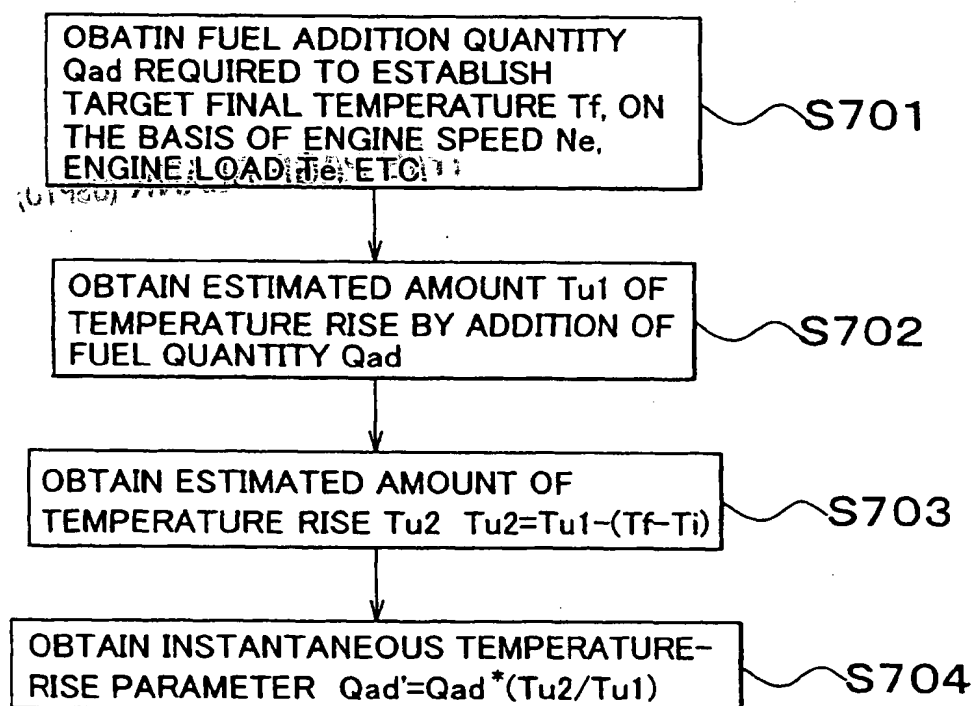 OBATIN FUEL ADDITION QUANTITY
Qad REQUIRED TO ESTABLISH
TARGET FINAL TEMPERATURE Tf, ON
THE BASIS OF ENGINE SPEED Ne,
ENGINE LOAD Te ETC
S701
OBTAIN ESTIMATED AMOUNT Tu1 OF
TEMPERATURE RISE BY ADDITION OF
FUEL QUANTITY Qad
S702
OBTAIN ESTIMATED AMOUNT OF
TEMPERATURE RISE Tu2 Tu2=Tu1-(Tf-Ti)
S703
OBTAIN INSTANTANEOUS TEMPERATURE-
RISE PARAMETER Qad'=Qad*(Tu2/Tu1)
S704